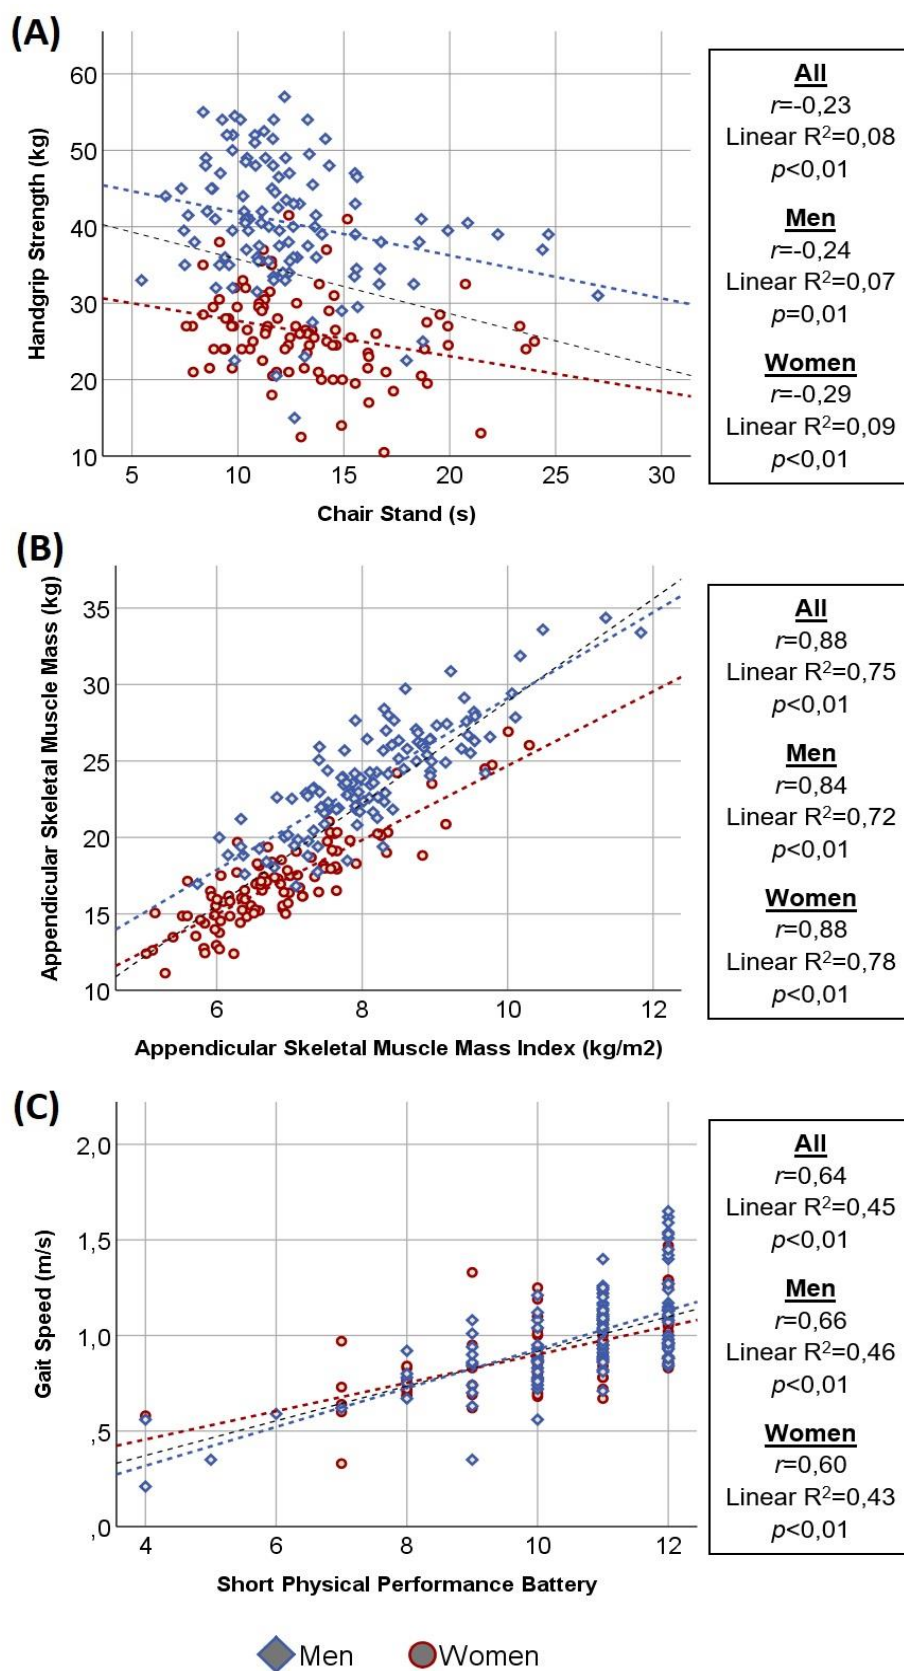 (A)
Handgrip Strength (kg)
60
50
40
30
20
10
5 10 15 20 25 30
Chair Stand (s)
All
r=-0,23
Linear R²=0,08
p<0,01
Men
r=-0,24
Linear R²=0,07
p=0,01
Women
r=-0,29
Linear R²=0,09
p<0,01
(B)
Appendicular Skeletal Muscle Mass (kg)
35
30
25
20
15
10
6 8 10 12
Appendicular Skeletal Muscle Mass Index (kg/m2)
All
r=0,88
Linear R²=0,75
p<0,01
Men
r=0,84
Linear R²=0,72
p<0,01
Women
r=0,88
Linear R²=0,78
p<0,01
(C)
Gait Speed (m/s)
2,0
1,5
1,0
,5
,0
4 6 8 10 12
Short Physical Performance Battery
All
r=0,64
Linear R²=0,45
p<0,01
Men
r=0,66
Linear R²=0,46
p<0,01
Women
r=0,60
Linear R²=0,43
p<0,01
Men Women